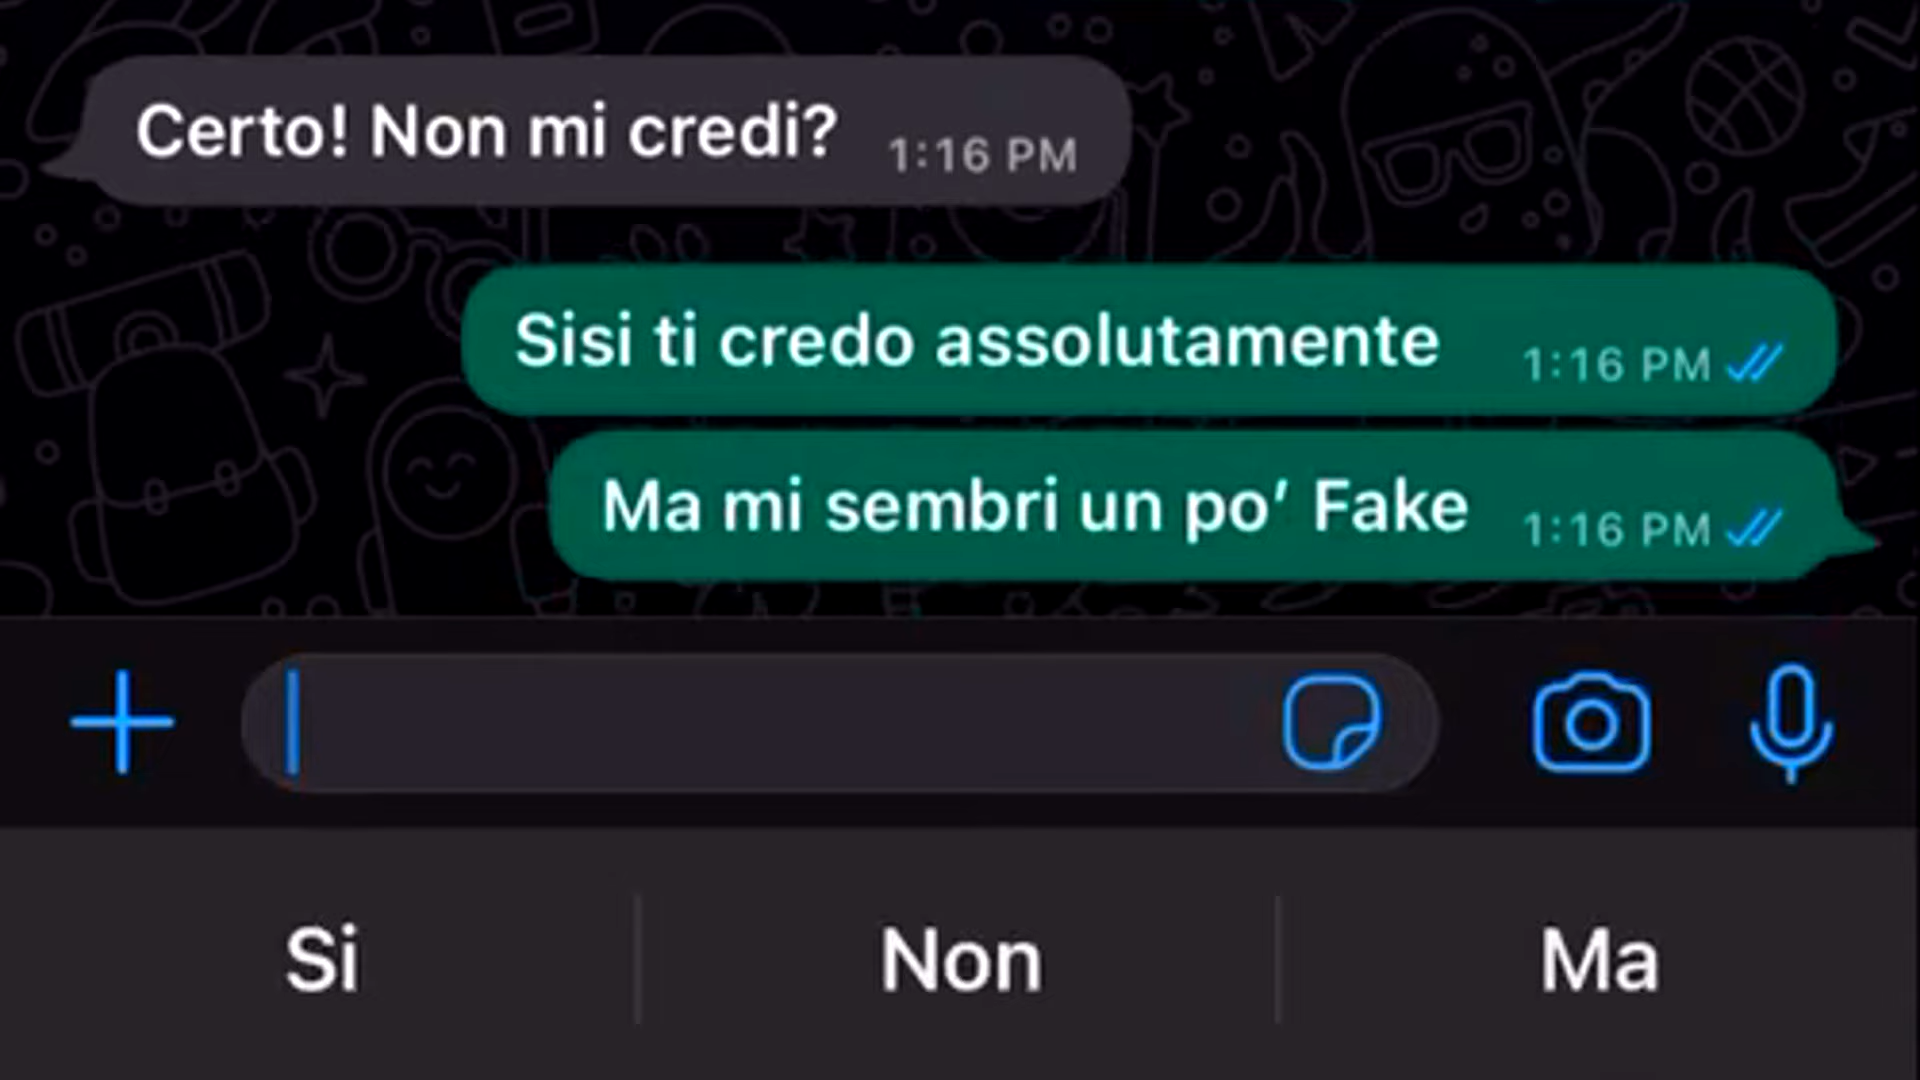 Certo! Non mi credi? 1:16 PM
Sisi ti credo assolutamente 1:16 PM
Ma mi sembri un po’ Fake 1:16 PM
Si Non Ma